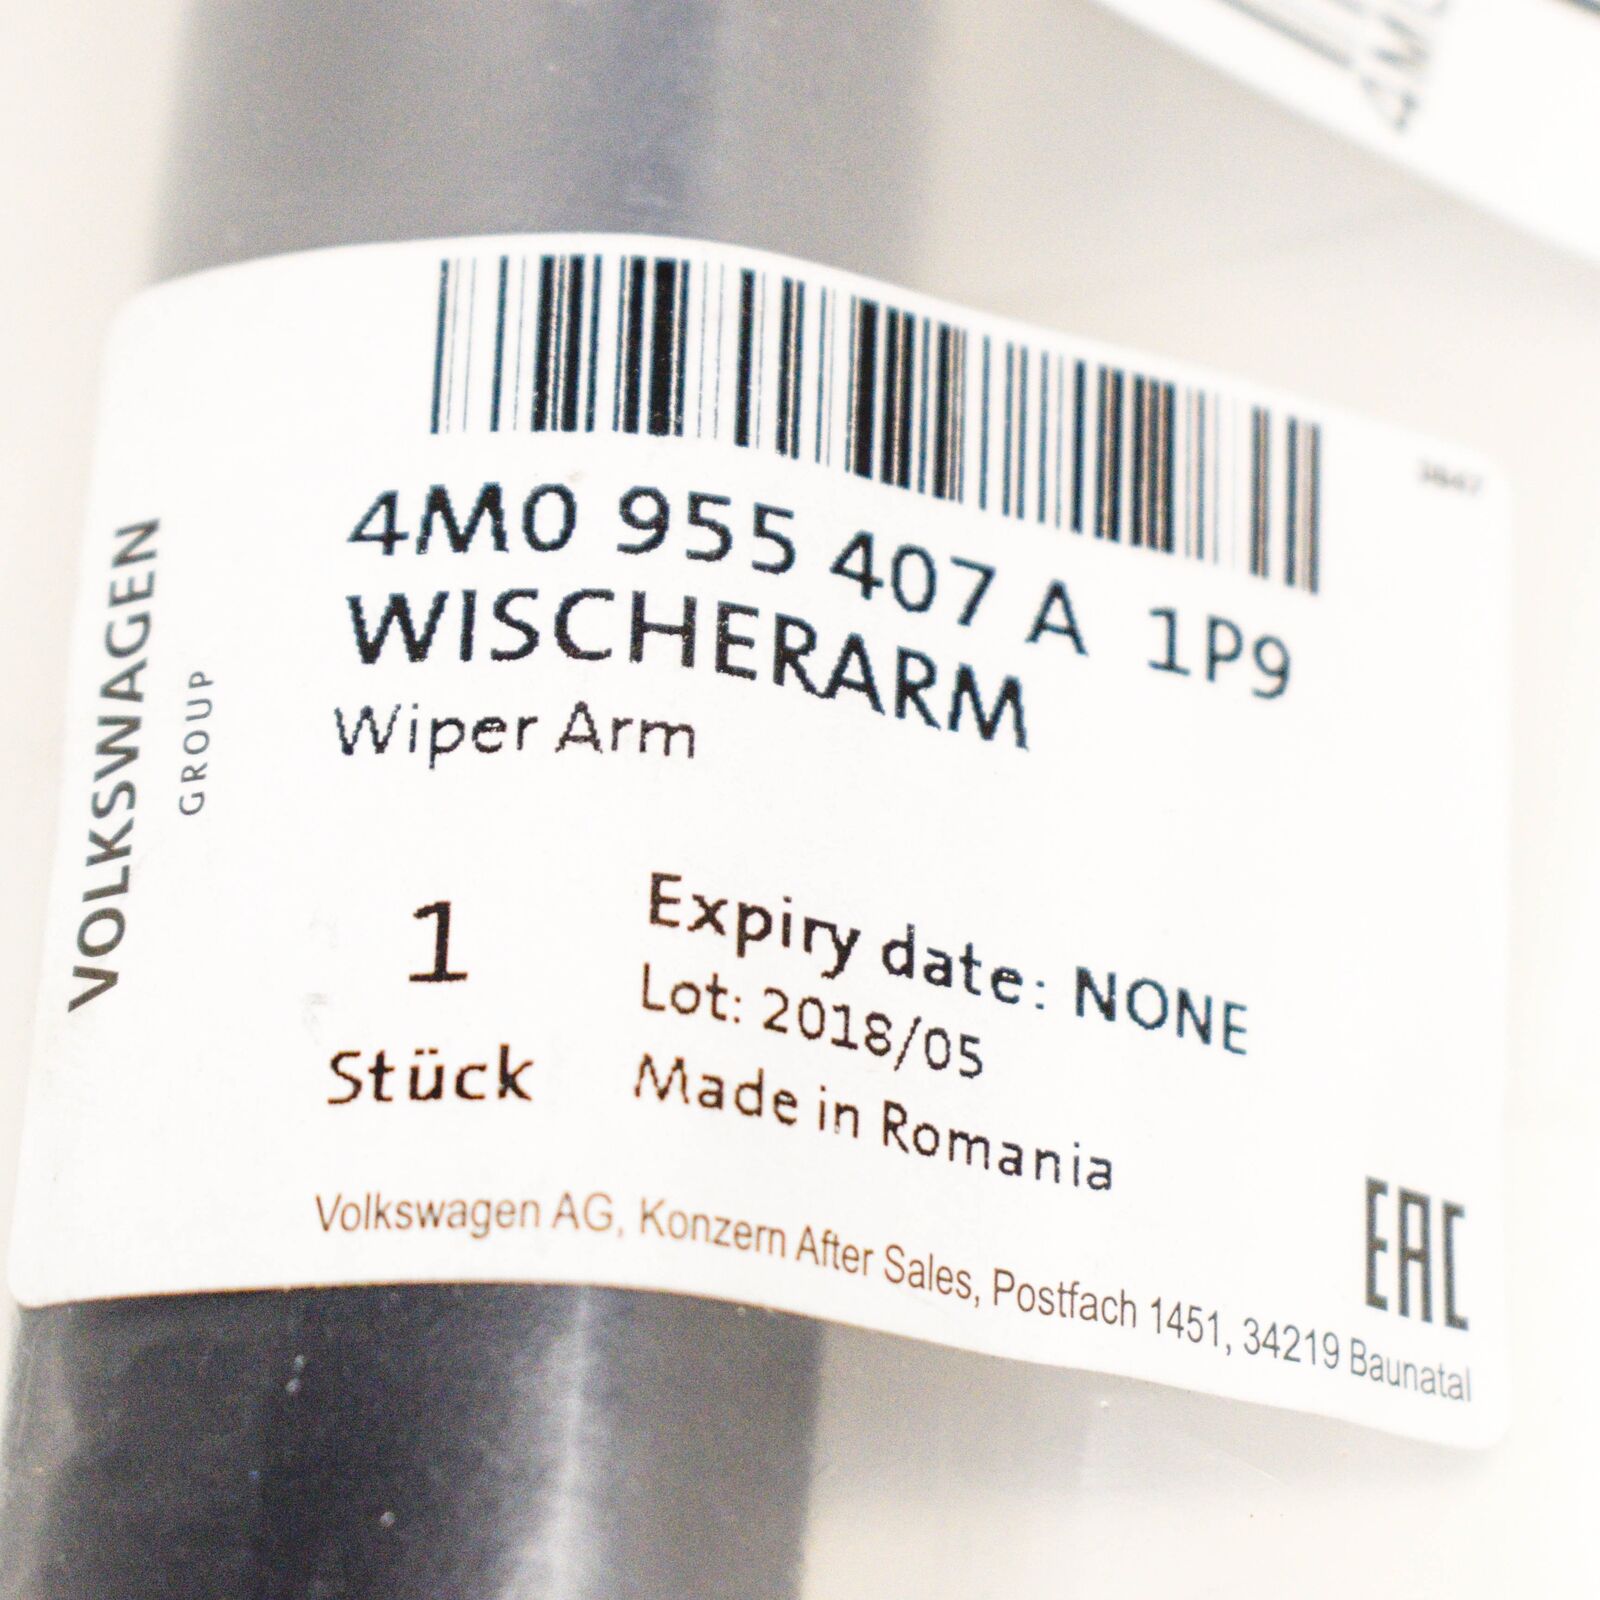 4M0 955 407 A 1P9
WISCHERARM
Wiper Arm
VOLKSWAGEN
GROUP
1
Stück
Expiry date: NONE
Lot: 2018/05
Made in Romania
EAC
Volkswagen AG, Konzern After Sales, Postfach 1451, 34219 Baunatal